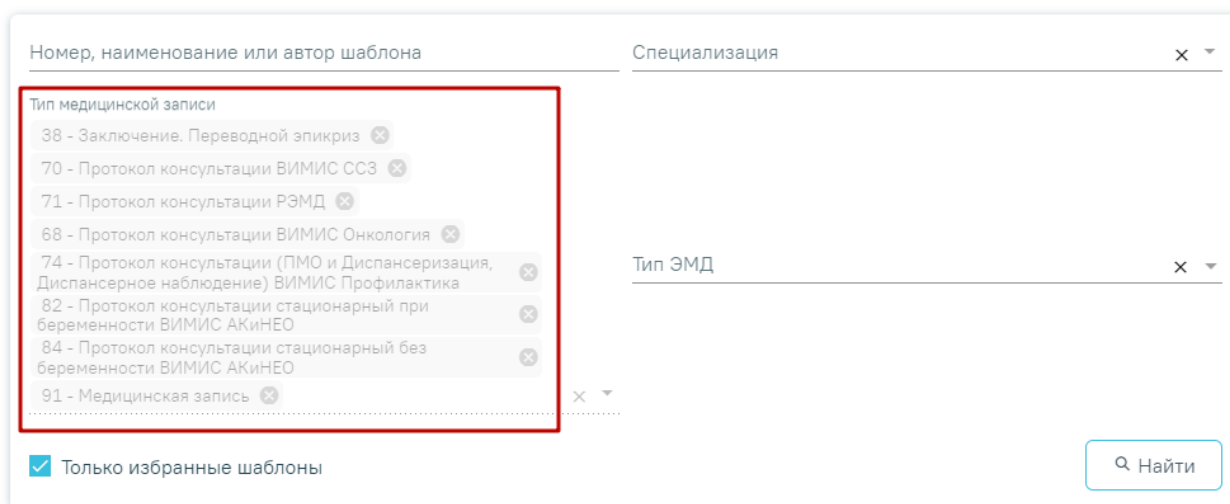 Номер, наименование или автор шаблона
Специализация
Тип медицинской записи
38 - Заключение. Переводной эпикриз
70 - Протокол консультации ВИМИС ССЗ
71 - Протокол консультации РЭМД
68 - Протокол консультации ВИМИС Онкология
74 - Протокол консультации (ПМО и Диспансеризация,
Диспансерное наблюдение) ВИМИС Профилактика
82 - Протокол консультации стационарный при
беременности ВИМИС АКиНЕО
84 - Протокол консультации стационарный без
беременности ВИМИС АКиНЕО
91 - Медицинская запись
Тип ЭМД
Только избранные шаблоны
Найти